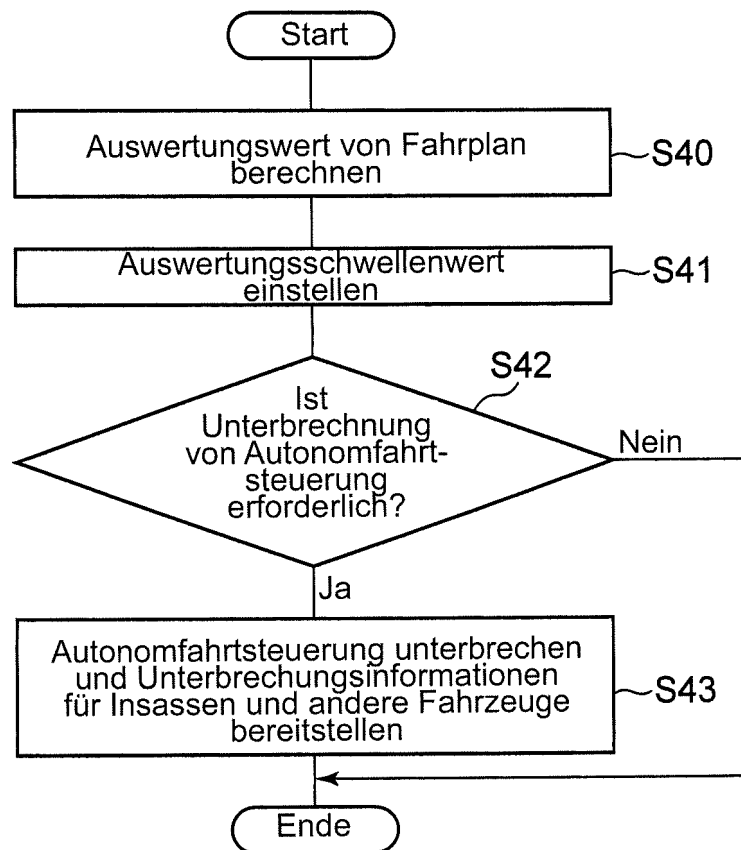 Start
Auswertungswert von Fahrplan
berechnen
S40
Auswertungsschwellenwert
einstellen
S41
S42
Ist
Unterbrechnung
von Autonomfahrt-
steuerung
erforderlich?
Nein
Ja
Autonomfahrtsteuerung unterbrechen
und Unterbrechungsinformationen
für Insassen und andere Fahrzeuge
bereitstellen
S43
Ende